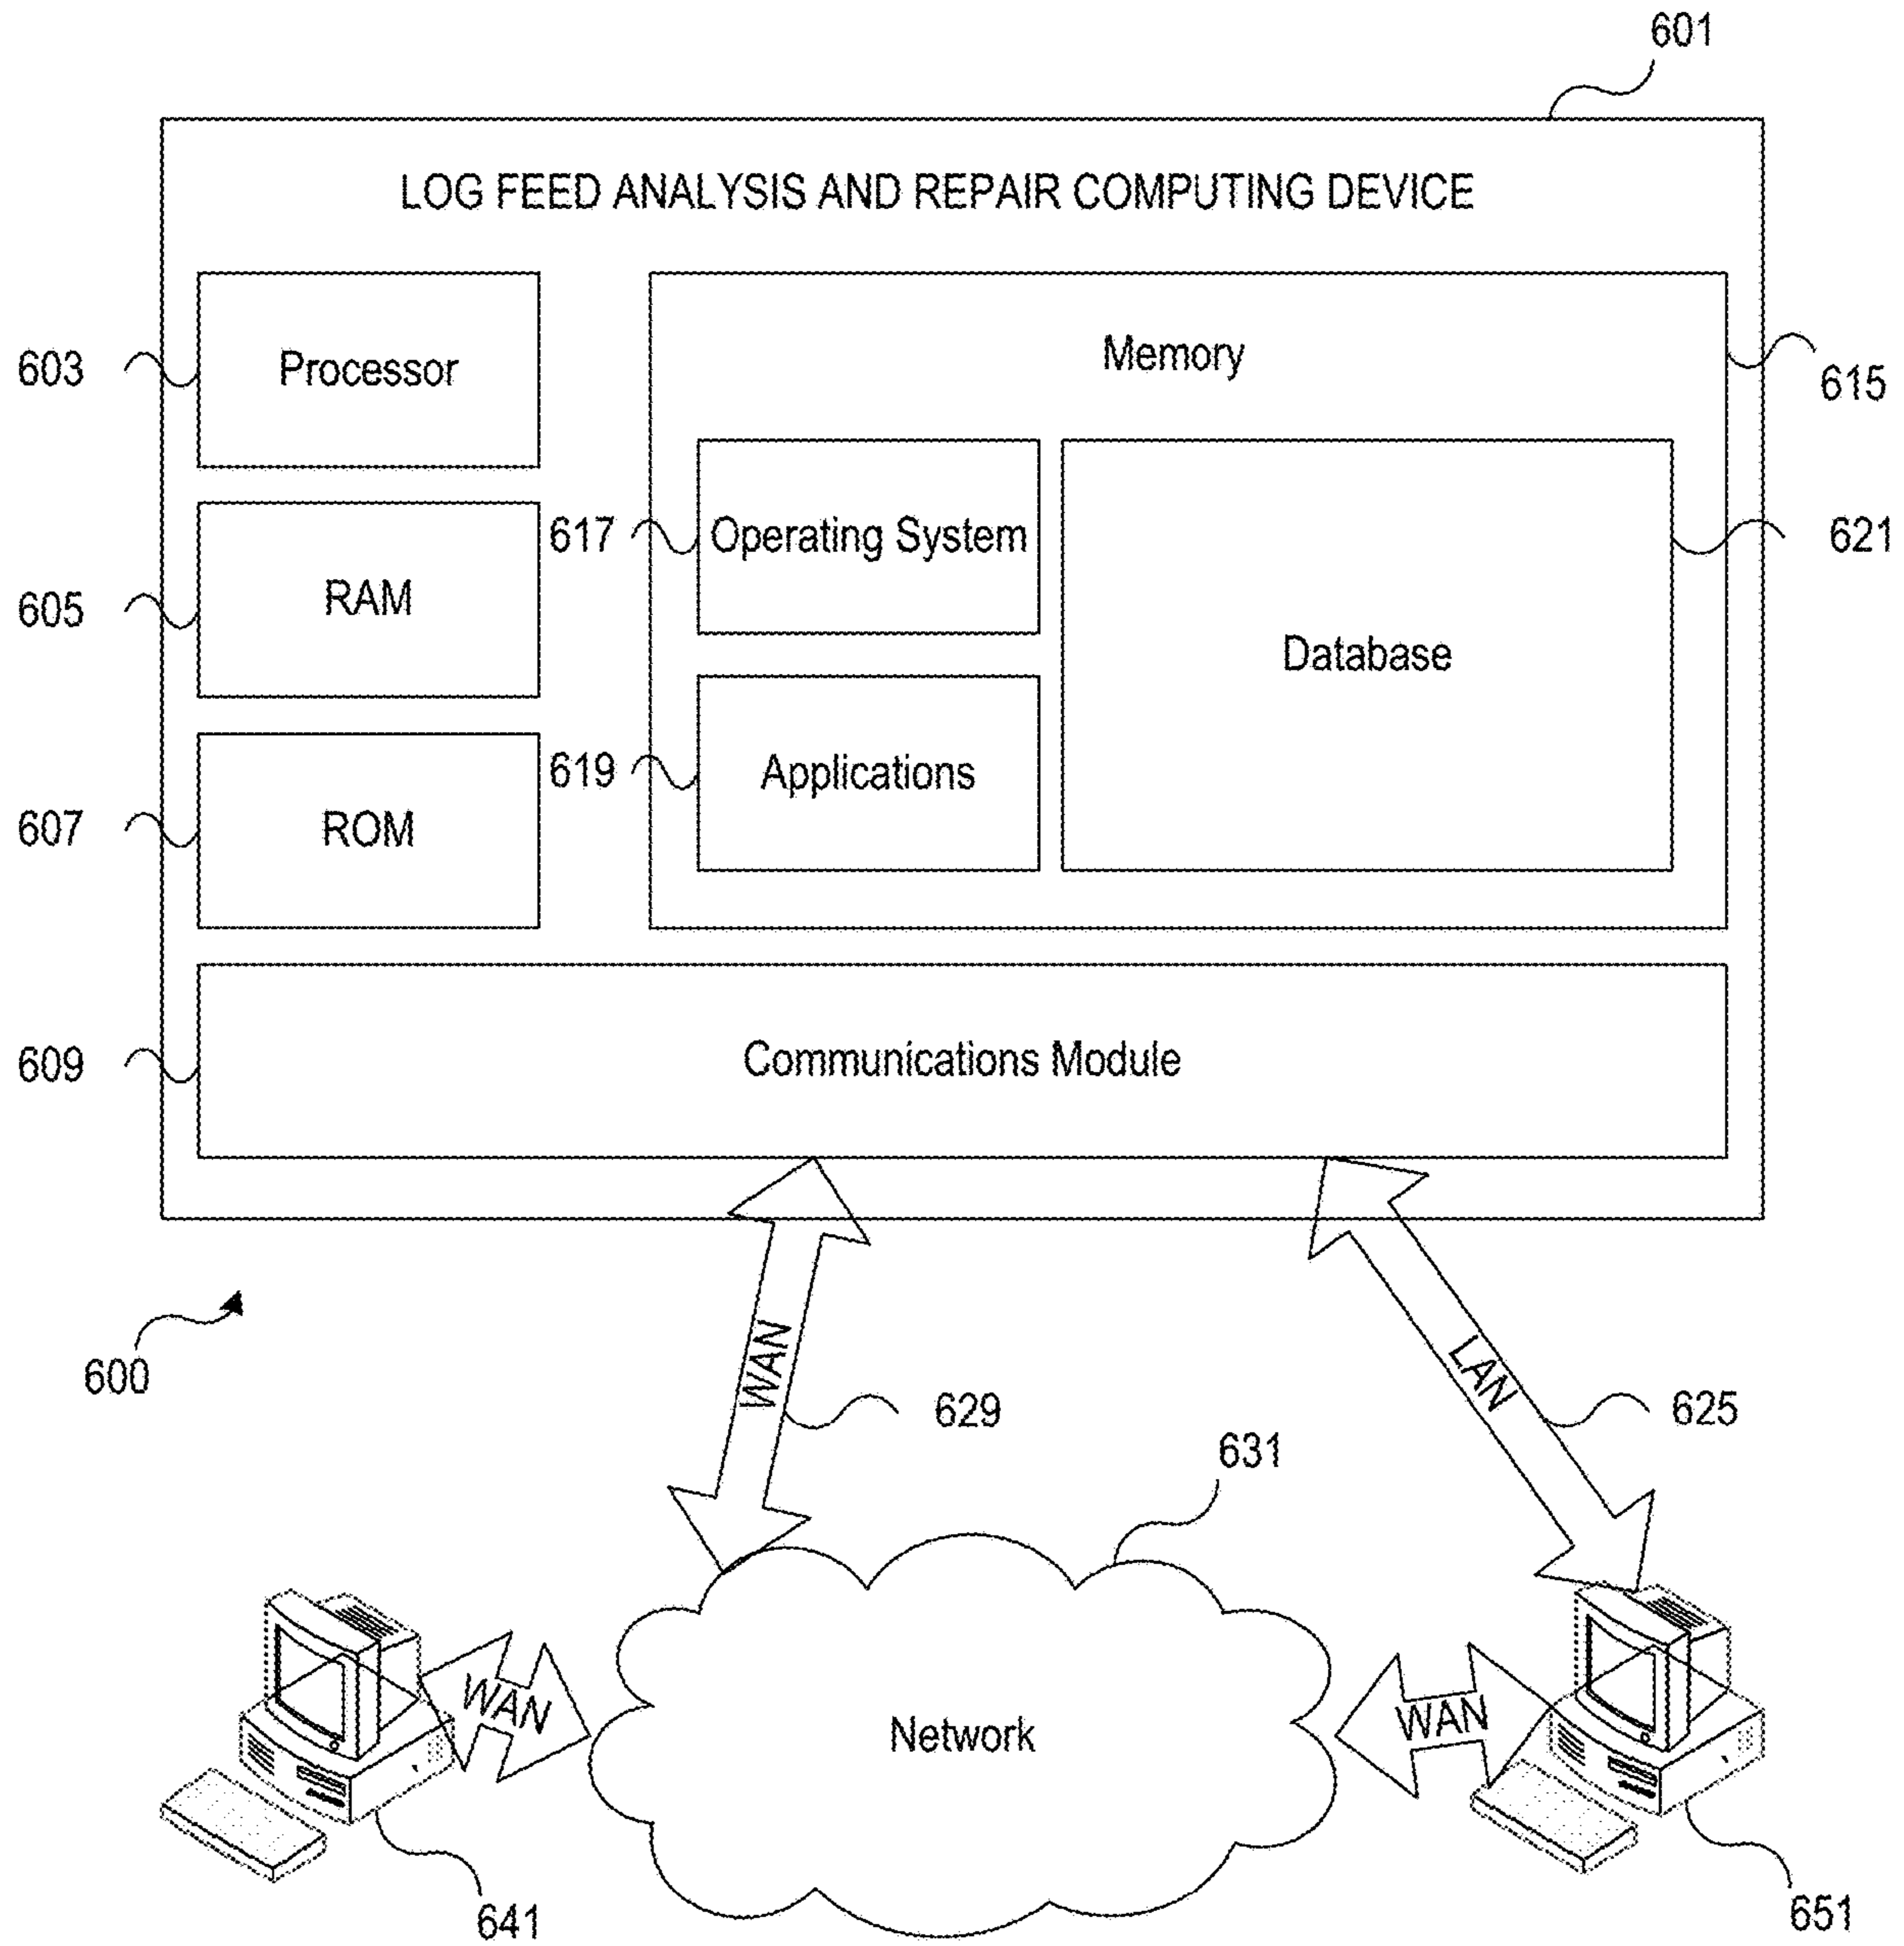 601
LOG FEED ANALYSIS AND REPAIR COMPUTING DEVICE
603
Processor
Memory
615
617
Operating System
621
605
RAM
Database
619
Applications
607
ROM
609
Communications Module
600
WAN
629
LAN
625
631
WAN
Network
WAN
641
651